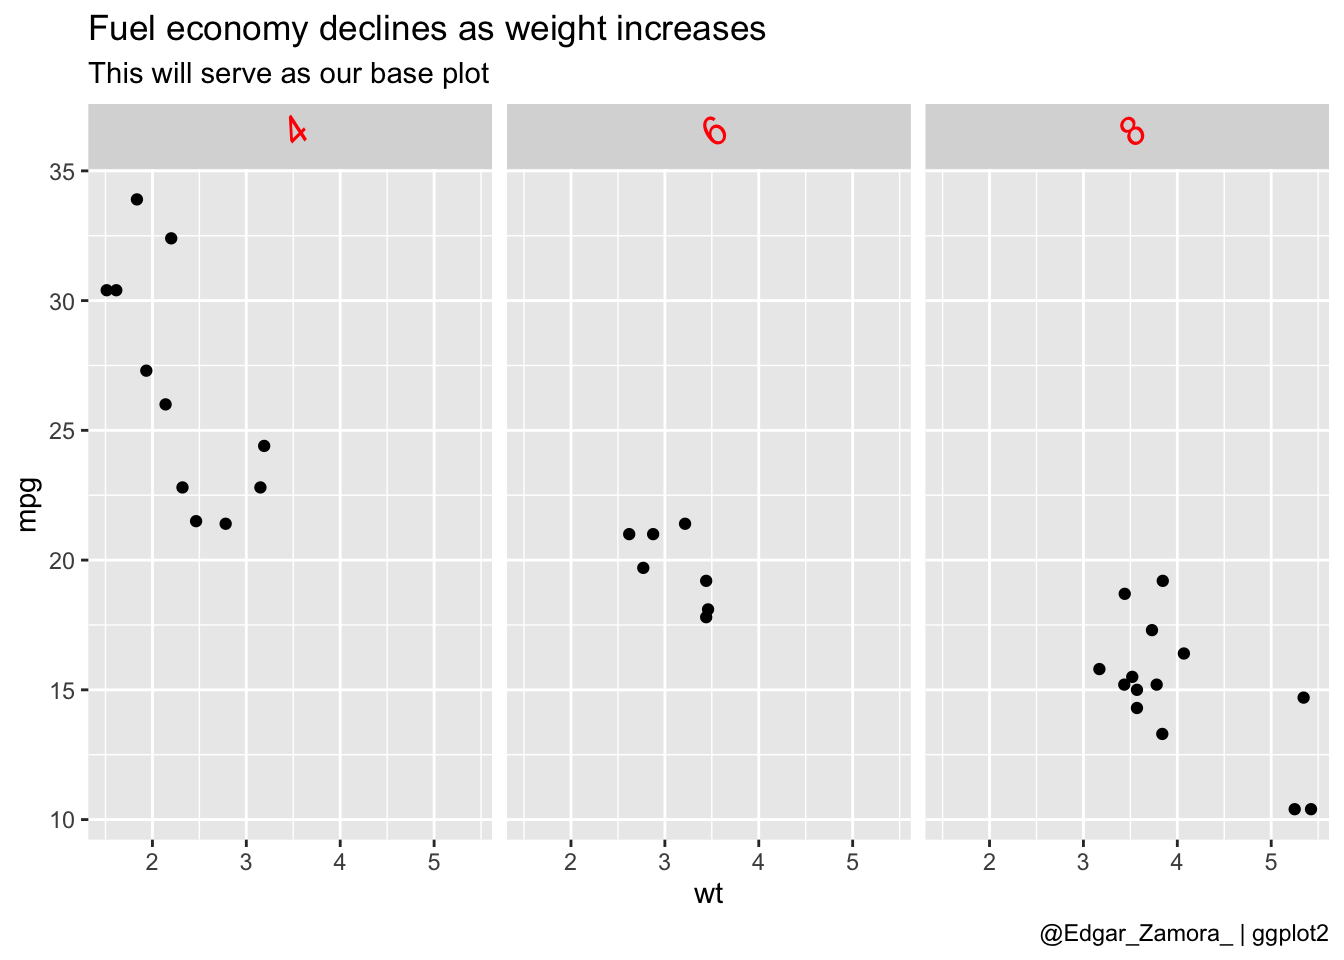 Fuel economy declines as weight increases
This will serve as our base plot
4 6 8
35
30
25
20
15
10
mpg
2 3 4 5 2 3 4 5 2 3 4 5
wt
@Edgar_Zamora_ | ggplot2